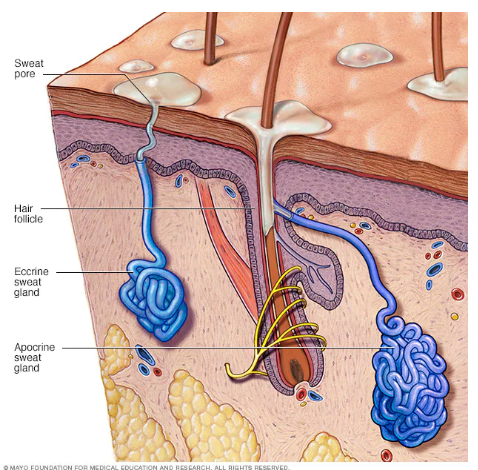 Sweat
pore
Hair
follicle
Eccrine
sweat
gland
Apocrine
sweat
gland
© MAYO FOUNDATION FOR MEDICAL EDUCATION AND RESEARCH. ALL RIGHTS RESERVED.